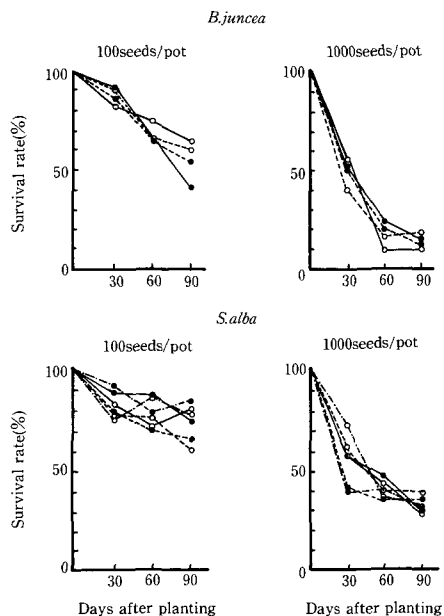 B.juncea
100seeds/pot
1000seeds/pot
Survival rate(%)
100
50
0
30 60 90
100
50
0
30 60 90
S.alba
100seeds/pot
1000seeds/pot
Survival rate(%)
100
50
0
30 60 90
100
50
0
30 60 90
Days after planting
Days after planting